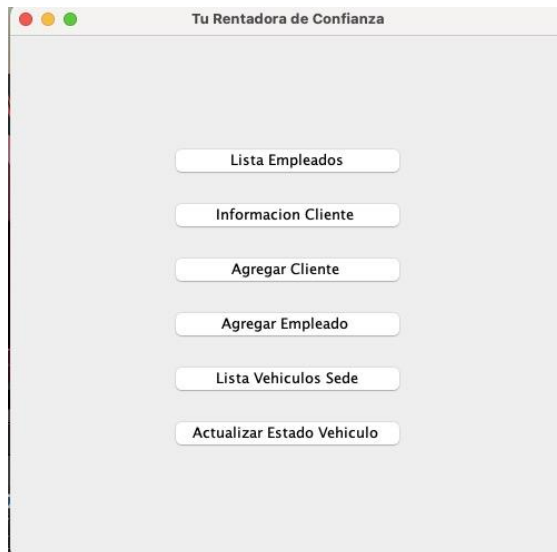 Tu Rentadora de Confianza
Lista Empleados
Informacion Cliente
Agregar Cliente
Agregar Empleado
Lista Vehiculos Sede
Actualizar Estado Vehiculo